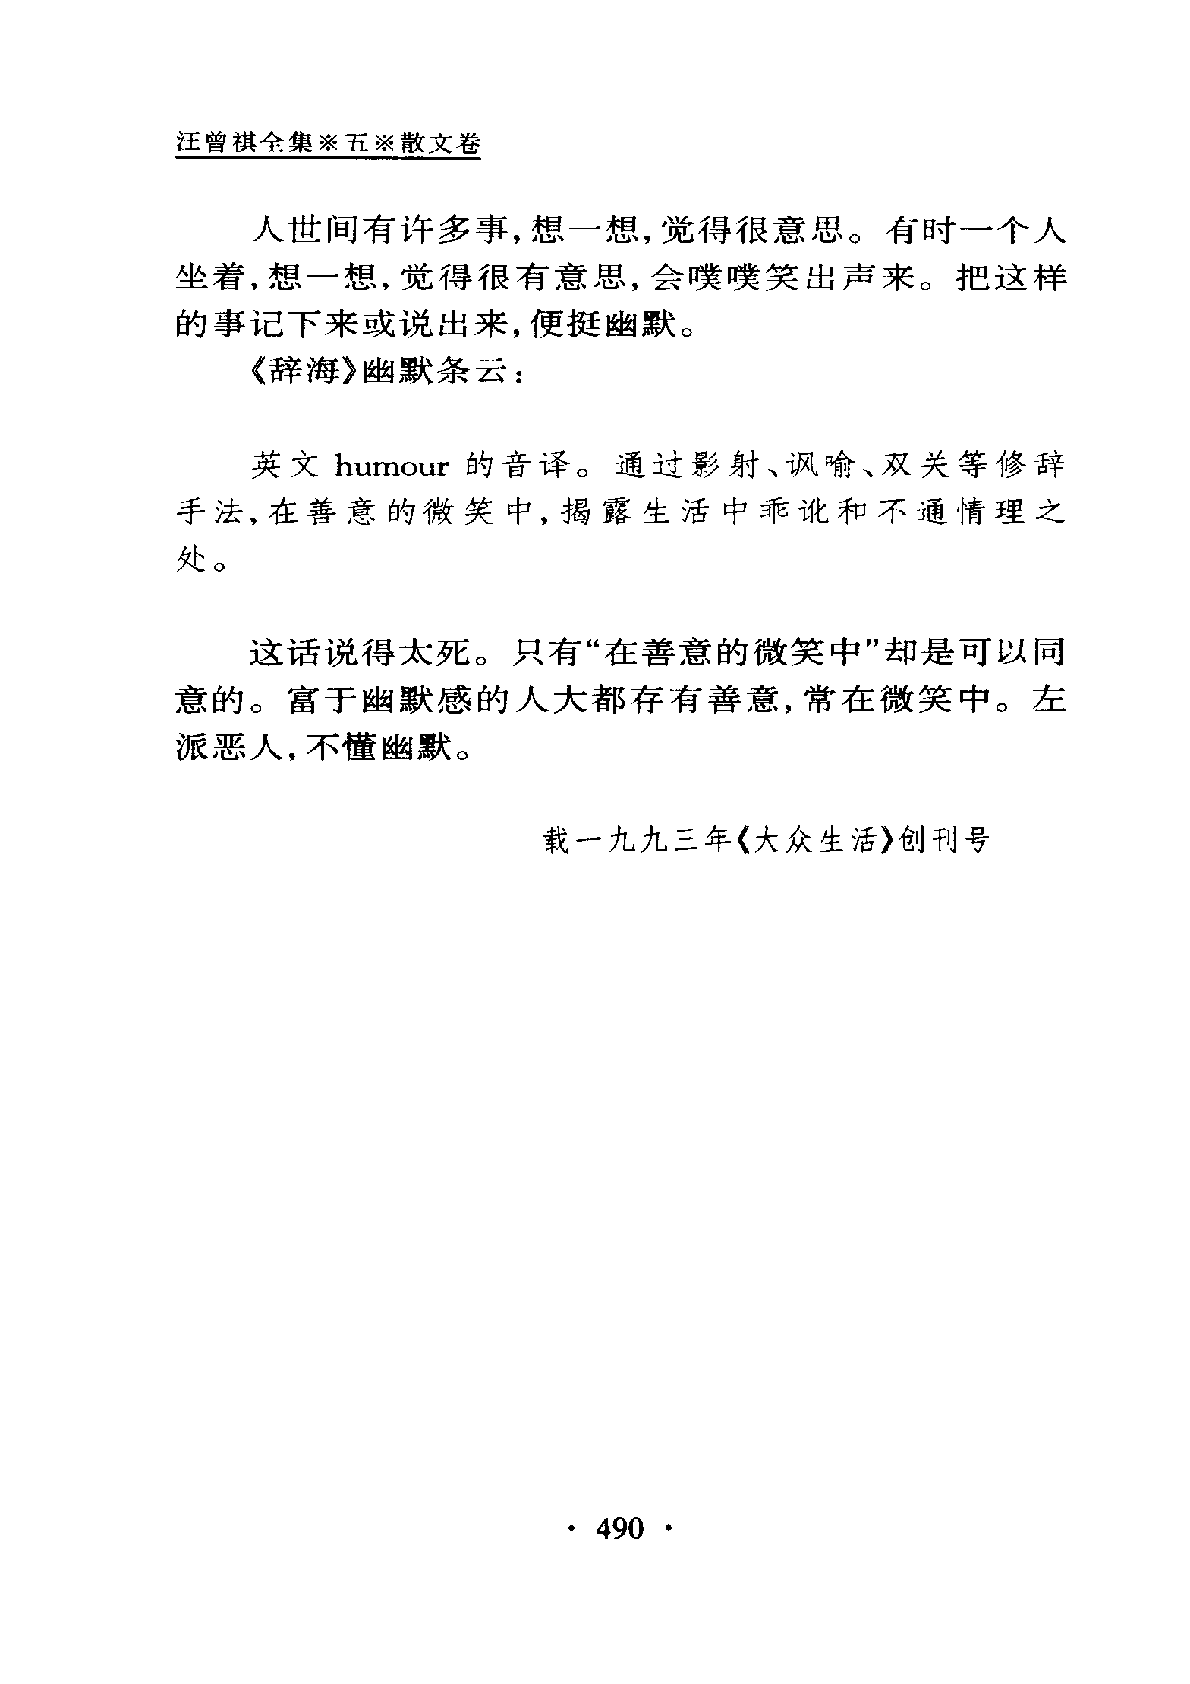 汪曾祺全集※五※散文卷
人世间有许多事,想一想,觉得很意思。有时一个人
坐着,想一想,觉得很有意思,会噗噗笑出声来。把这样
的事记下来或说出来,便挺幽默。
《辞海》幽默条云:
英文 humour 的音译。通过影射、讽喻、双关等修辞
手法,在善意的微笑中,揭露生活中乖讹和不通情理之
处。
这话说得太死。只有“在善意的微笑中”却是可以同
意的。富于幽默感的人大都存有善意,常在微笑中。左
派恶人,不懂幽默。
载一九九三年《大众生活》创刊号
· 490 ·